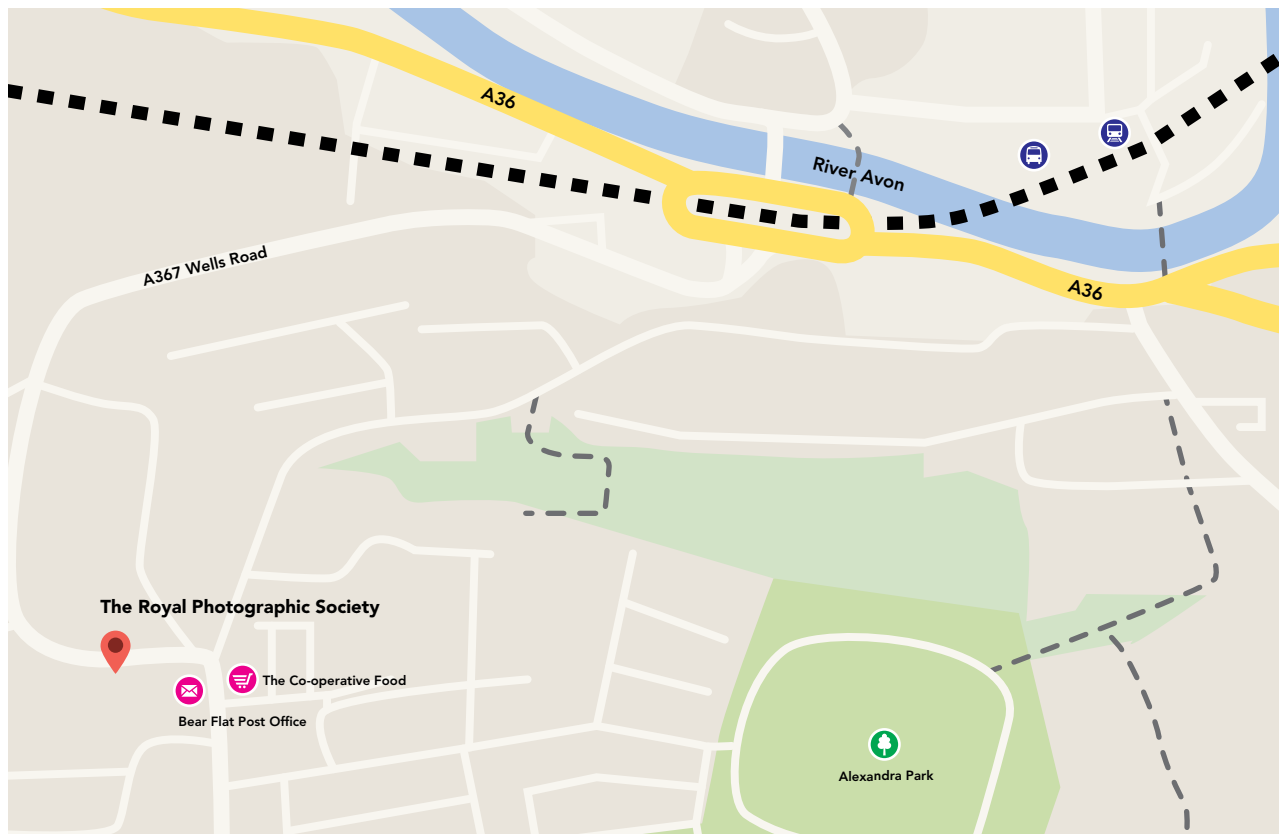 A36
River Avon
A367 Wells Road
A36
The Royal Photographic Society
The Co-operative Food
Bear Flat Post Office
Alexandra Park